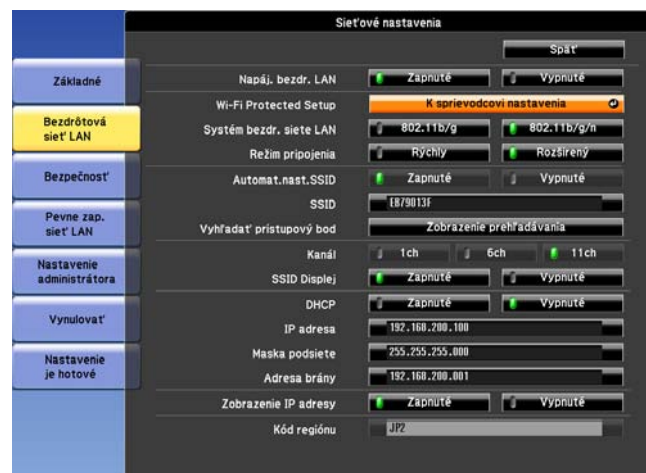 Sieťové nastavenia
Späť
Základné
Bezdrôtová
sieť LAN
Bezpečnosť
Pevne zap.
sieť LAN
Nastavenie
administrátora
Vynulovať
Nastavenie
je hotové
Napáj. bezdr. LAN Zapnuté Vypnuté
Wi-Fi Protected Setup K sprievodcovi nastavenia
Systém bezdr. siete LAN 802.11b/g 802.11b/g/n
Režim pripojenia Rýchly Rozšírený
Automat.nast.SSID Zapnuté Vypnuté
SSID EB79013F
Vyhľadať prístupový bod Zobrazenie prehľadávania
Kanál 1ch 6ch 11ch
SSID Displej Zapnuté Vypnuté
DHCP Zapnuté Vypnuté
IP adresa 192.168.200.100
Maska podsiete 255.255.255.000
Adresa brány 192.168.200.001
Zobrazenie IP adresy Zapnuté Vypnuté
Kód regiónu JP2